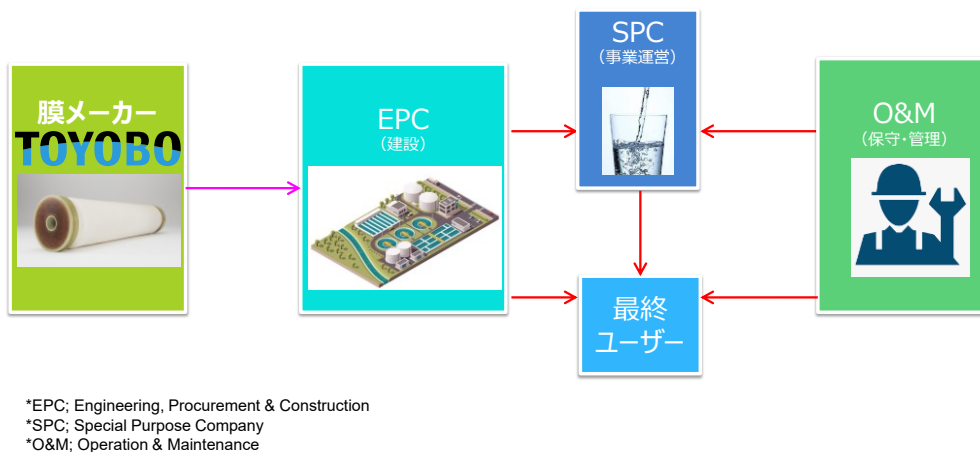 膜メーカー
TOYOBO
EPC
（建設）
SPC
（事業運営）
最終
ユーザー
O&M
（保守・管理）
*EPC; Engineering, Procurement & Construction
*SPC; Special Purpose Company
*O&M; Operation & Maintenance